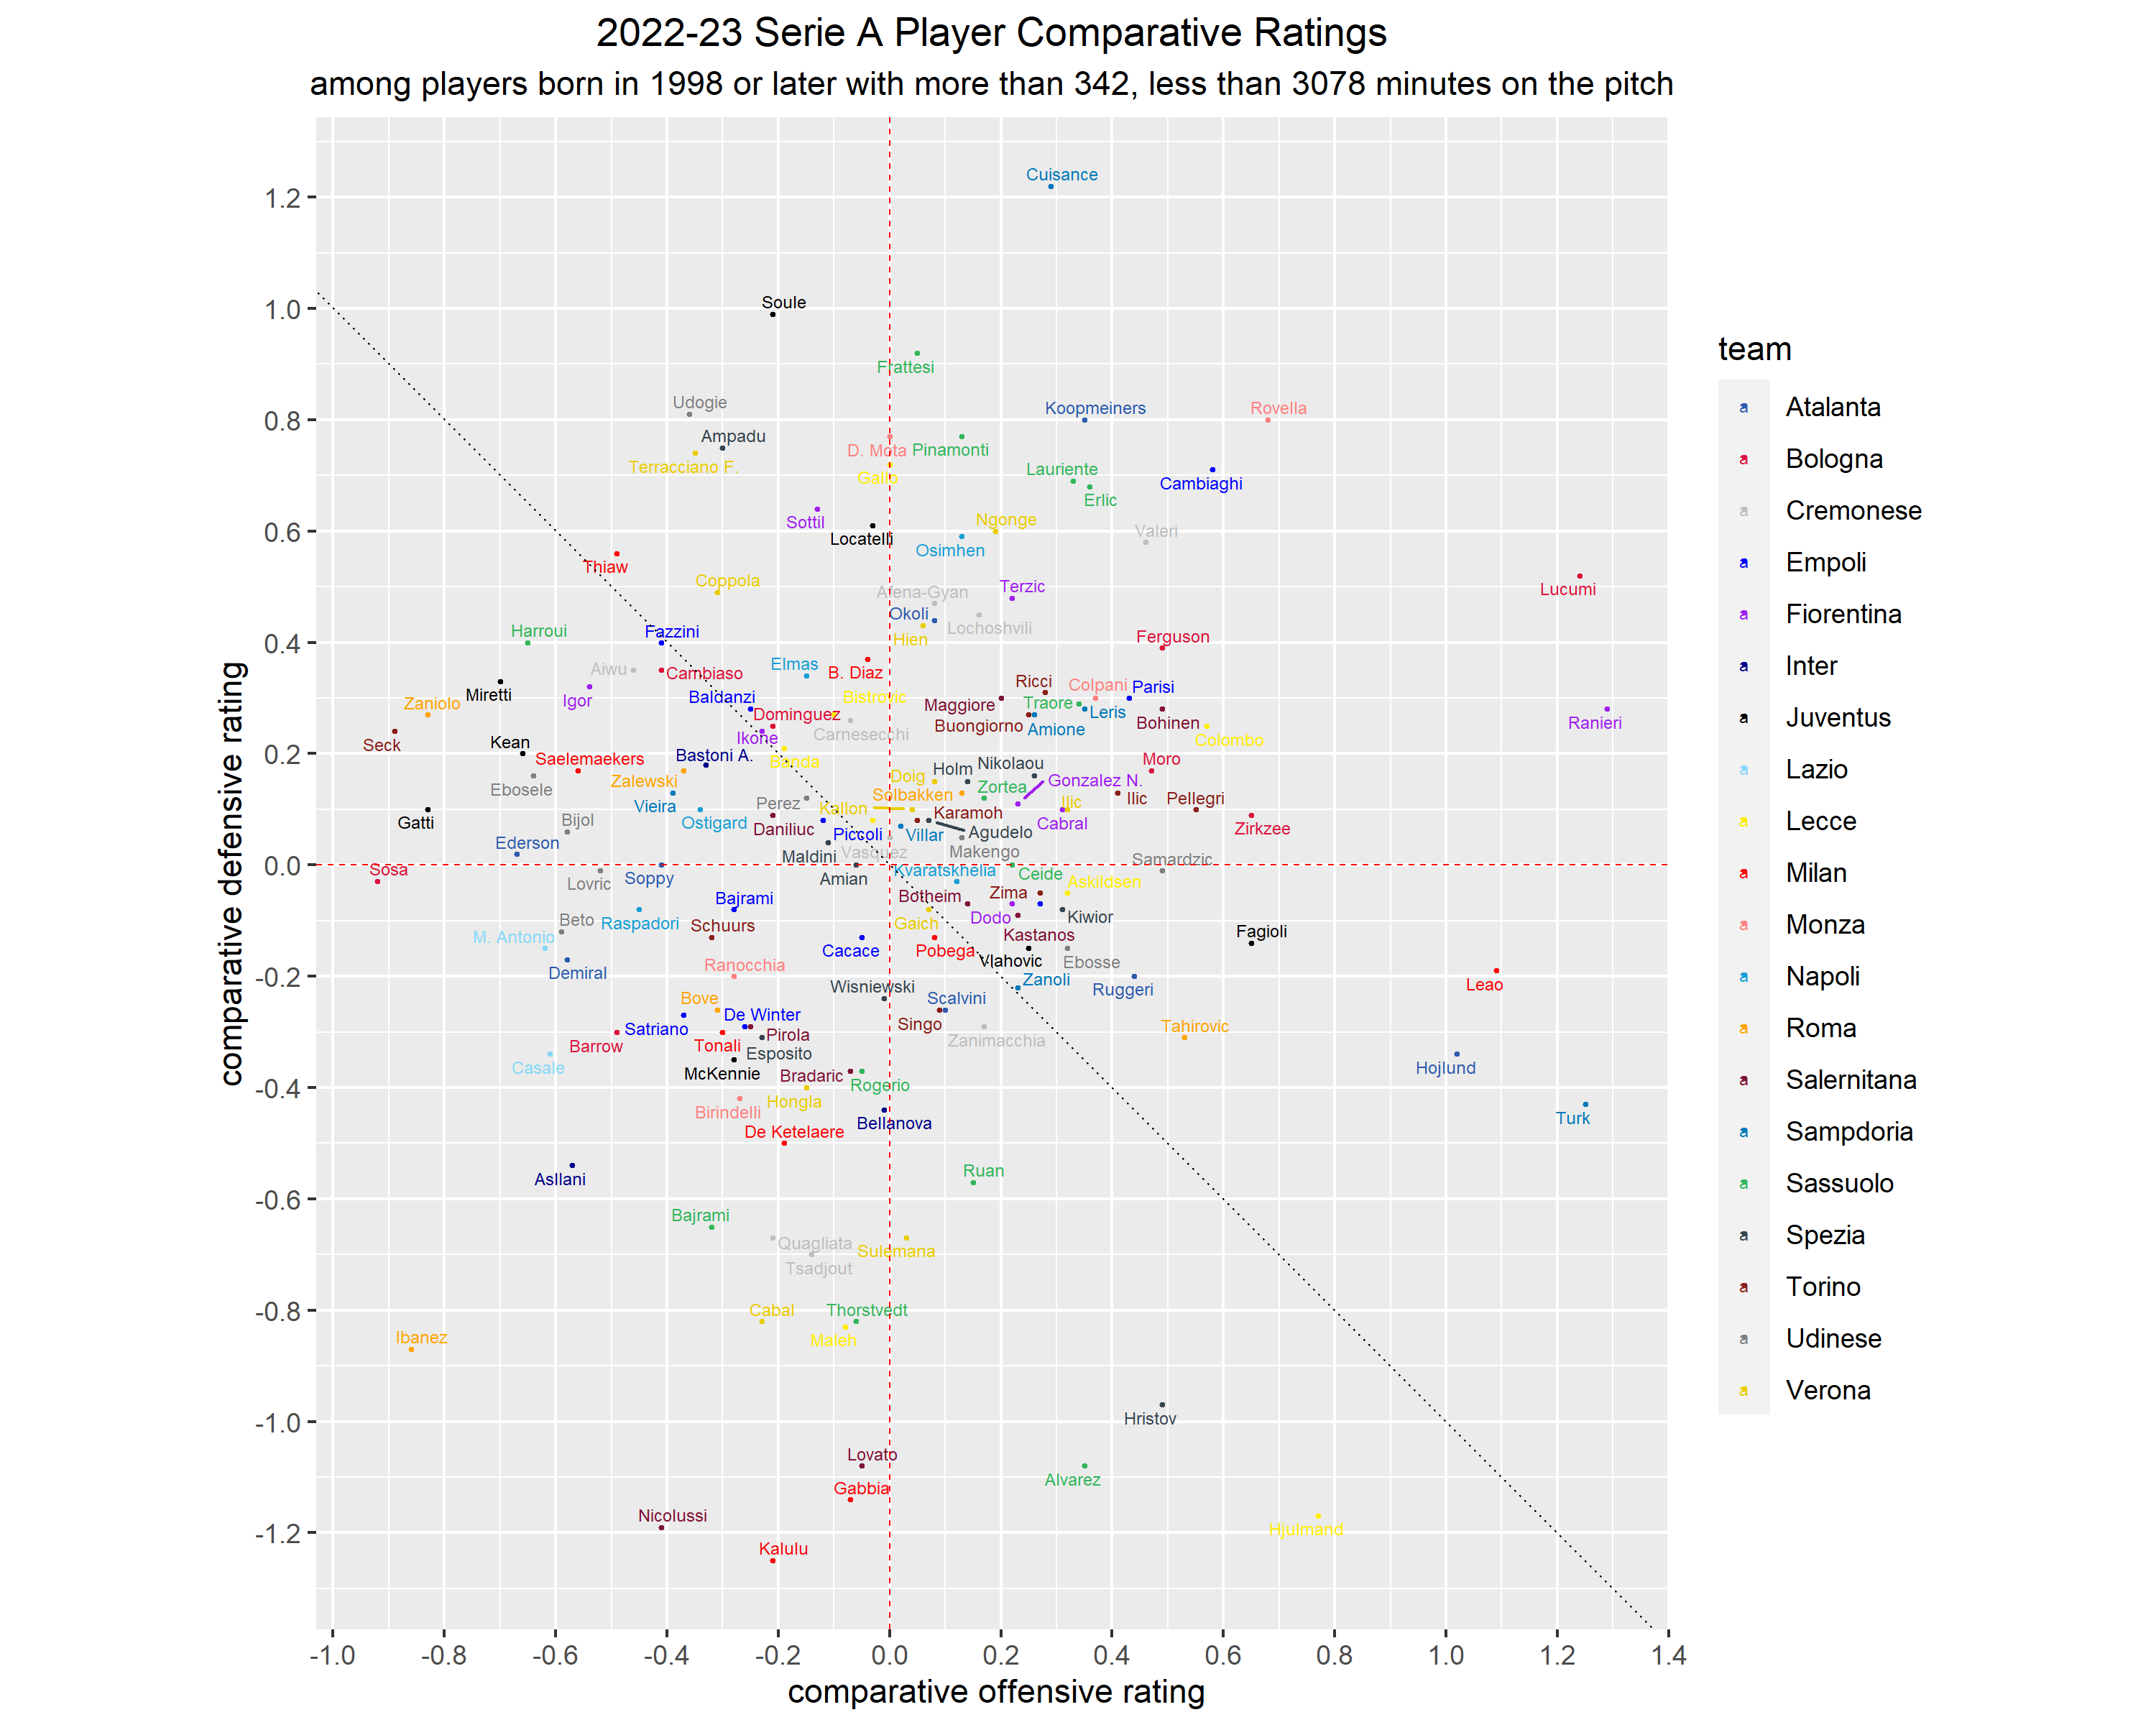 2022-23 Serie A Player Comparative Ratings
among players born in 1998 or later with more than 342, less than 3078 minutes on the pitch
comparative defensive rating
1.2
1.0
0.8
0.6
0.4
0.2
0.0
-0.2
-0.4
-0.6
-0.8
-1.0
-1.2
Cuisance
Soule
Frattesi
Udogie
Koopmeiners
Rovella
Ampadu
D. Mota
Pinamonti
Terracciano F.
Gallo
Lauriente
Cambiaghi
Erlic
Sottil
Locatelli
Ngonge
Valeri
Osimhen
Thiaw
Coppola
Afena-Gyan
Terzic
Lucumi
Okoli
Lochoshvili
Hien
Harroui
Fazzini
Ferguson
Aiwu
Cambiaso
Elmas
B. Diaz
Miretti
Igor
Baldanzi
Bistrovic
Maggiore
Ricci
Colpani
Parisi
Traore
Leris
Zaniolo
Dominguez
Buongiorno
Amione
Bohinen
Ranieri
Seck
Ikone
Carnesecchi
Colombo
Kean
Saelemaekers
Bastoni A.
Banda
Moro
Ebosele
Zalewski
Doig
Holm
Nikolaou
Gonzalez N.
Zortea
Solbakken
Vieira
Perez
Kallon
Karamoh
Ilic
Ilic
Pellegri
Gatti
Bijol
Ostigard
Daniliuc
Piccoli
Villar
Agudelo
Cabral
Zirkzee
Ederson
Maldini
Vasquez
Makengo
Samardzic
Sosa
Lovric
Soppy
Amian
Kvaratskhelia
Ceide
Askildsen
Bajrami
Botheim
Zima
Beto
Raspadori
Schuurs
Gaich
Dodo
Kiwior
M. Antonio
Cacace
Pobega
Kastanos
Fagioli
Demiral
Ranocchia
Vlahovic
Ebosse
Wisniewski
Zanoli
Ruggeri
Leao
Bove
De Winter
Scalvini
Satriano
Pirola
Singo
Tahirovic
Barrow
Tonali
Esposito
Zanimacchia
Casale
McKennie
Bradaric
Rogerio
Hojlund
Birindelli
Hongla
Bellanova
Turk
De Ketelaere
Asllani
Ruan
Bajrami
Quagliata
Sulemana
Tsadjout
Cabal
Thorstvedt
Ibanez
Maleh
Hristov
Lovato
Gabbia
Alvarez
Nicolussi
Hjulmand
Kalulu
-1.0 -0.8 -0.6 -0.4 -0.2 0.0 0.2 0.4 0.6 0.8 1.0 1.2 1.4
comparative offensive rating
team
a Atalanta
a Bologna
a Cremonese
a Empoli
a Fiorentina
a Inter
a Juventus
a Lazio
a Lecce
a Milan
a Monza
a Napoli
a Roma
a Salernitana
a Sampdoria
a Sassuolo
a Spezia
a Torino
a Udinese
a Verona